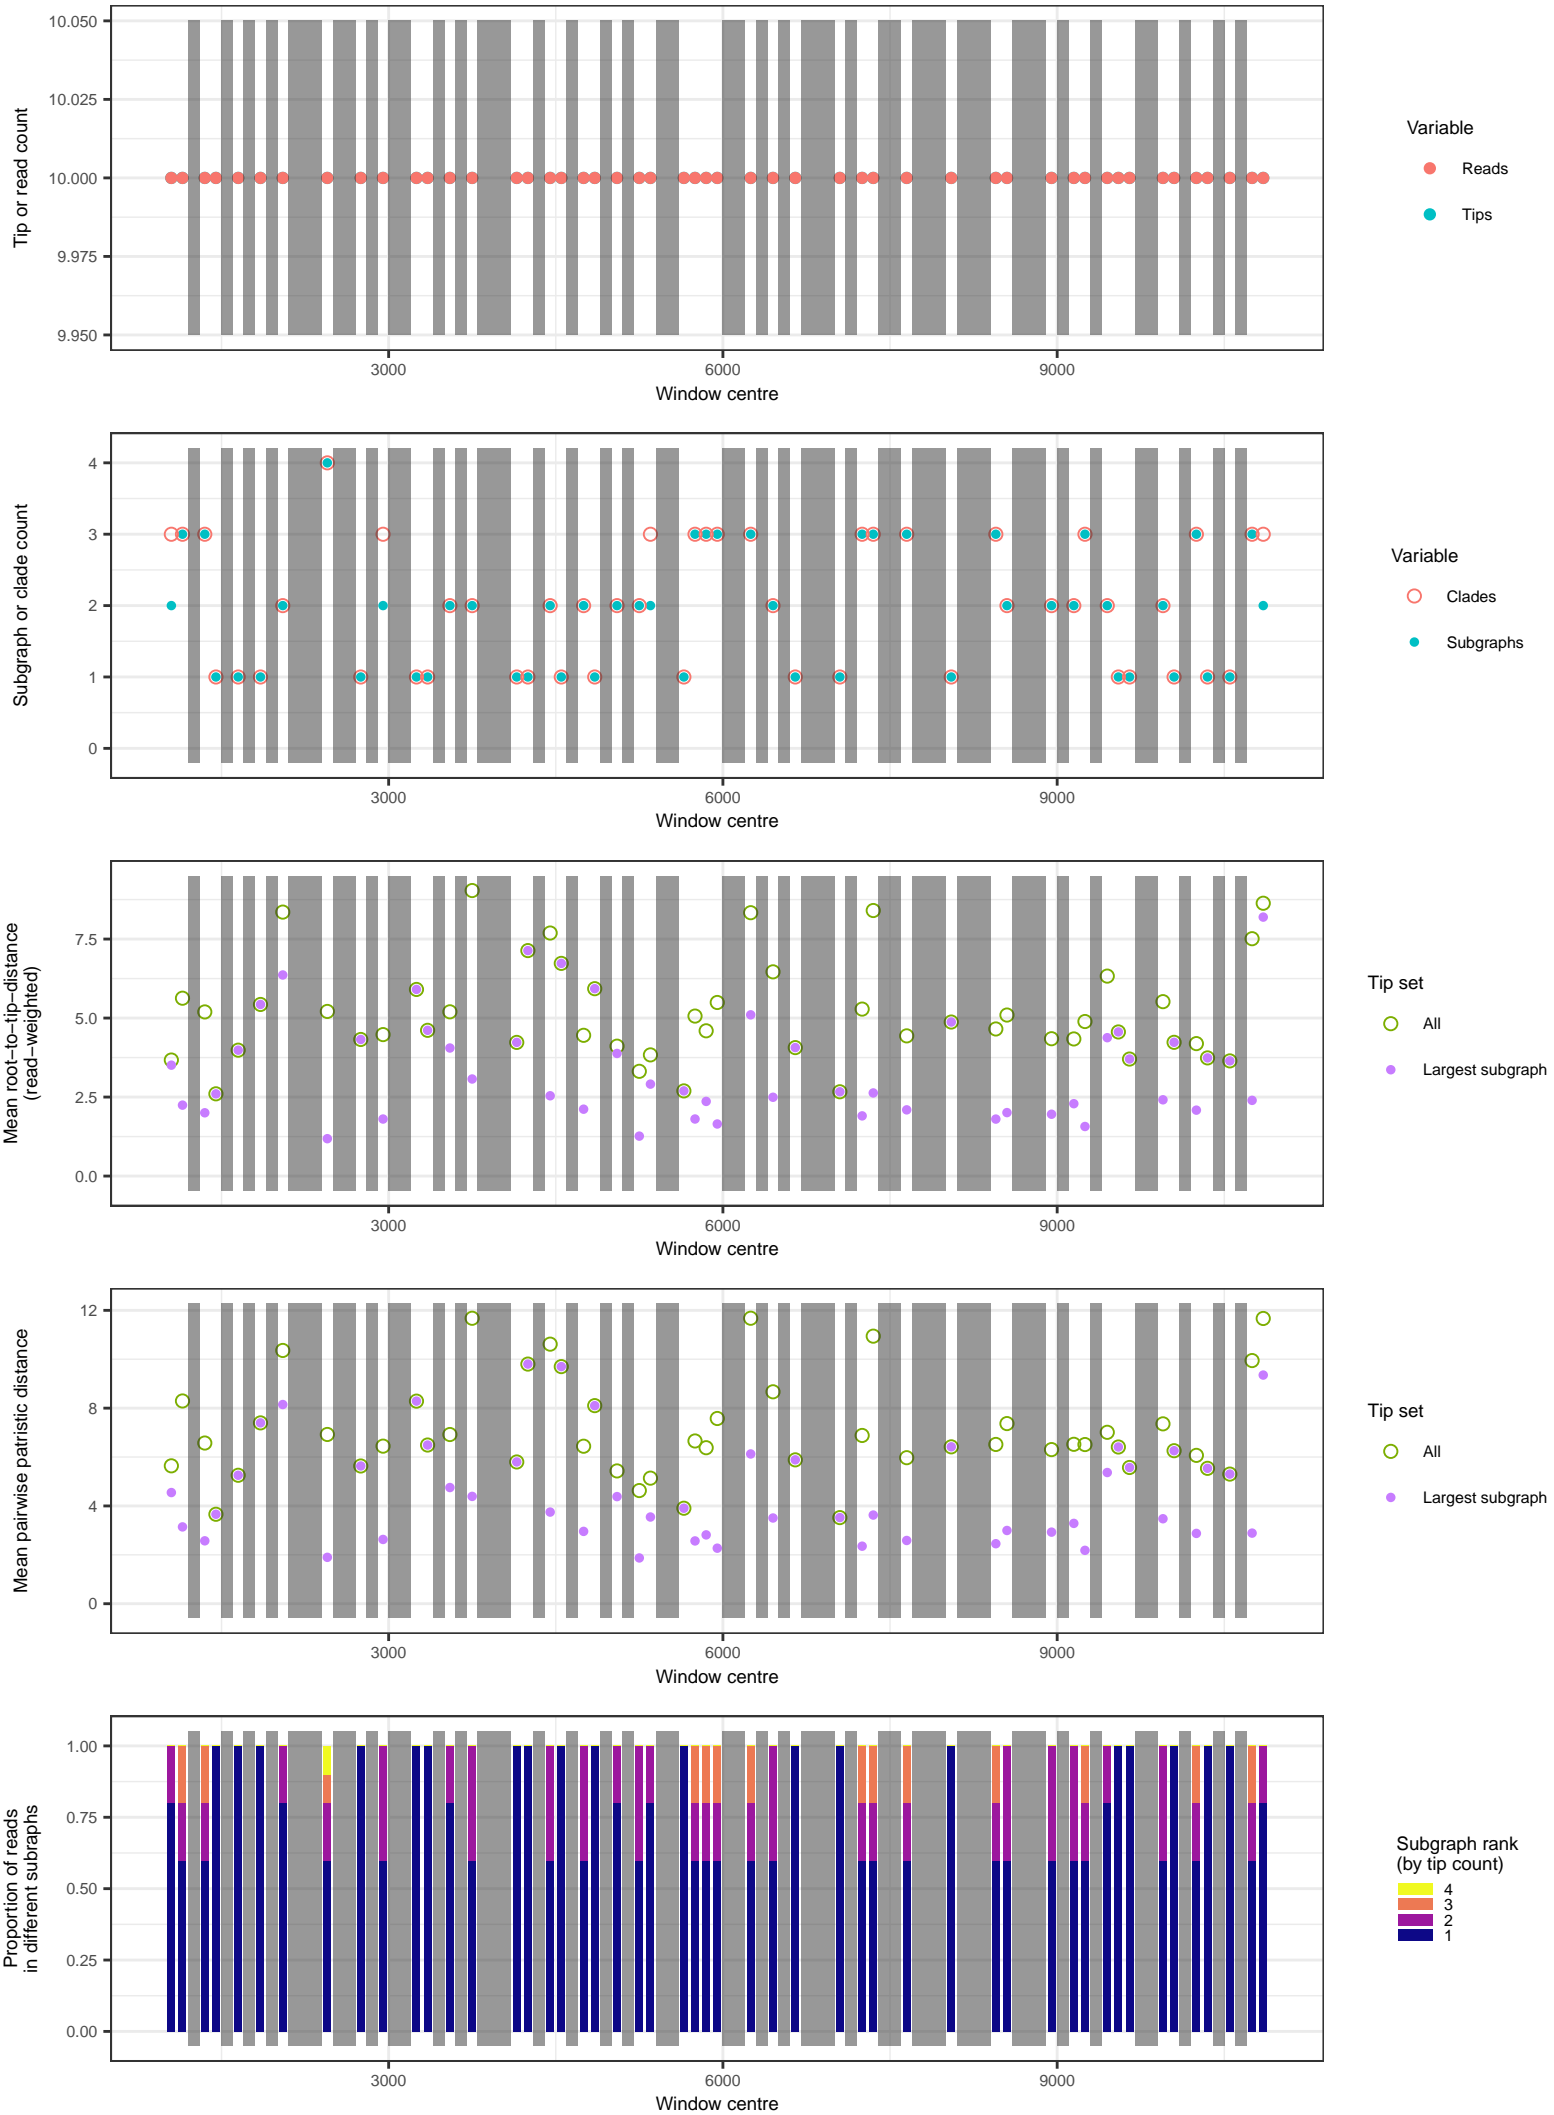 10.050
10.025
10.000
9.975
9.950
Tip or read count
3000
6000
9000
Window centre
Variable
Reads
Tips
4
3
2
1
0
Subgraph or clade count
3000
6000
9000
Window centre
Variable
Clades
Subgraphs
7.5
5.0
2.5
0.0
Mean root−to−tip−distance
(read−weighted)
3000
6000
9000
Window centre
Tip set
All
Largest subgraph
12
8
4
0
Mean pairwise patristic distance
3000
6000
9000
Window centre
Tip set
All
Largest subgraph
1.00
0.75
0.50
0.25
0.00
Proportion of reads
in different subraphs
3000
6000
9000
Window centre
Subgraph rank
(by tip count)
4
3
2
1